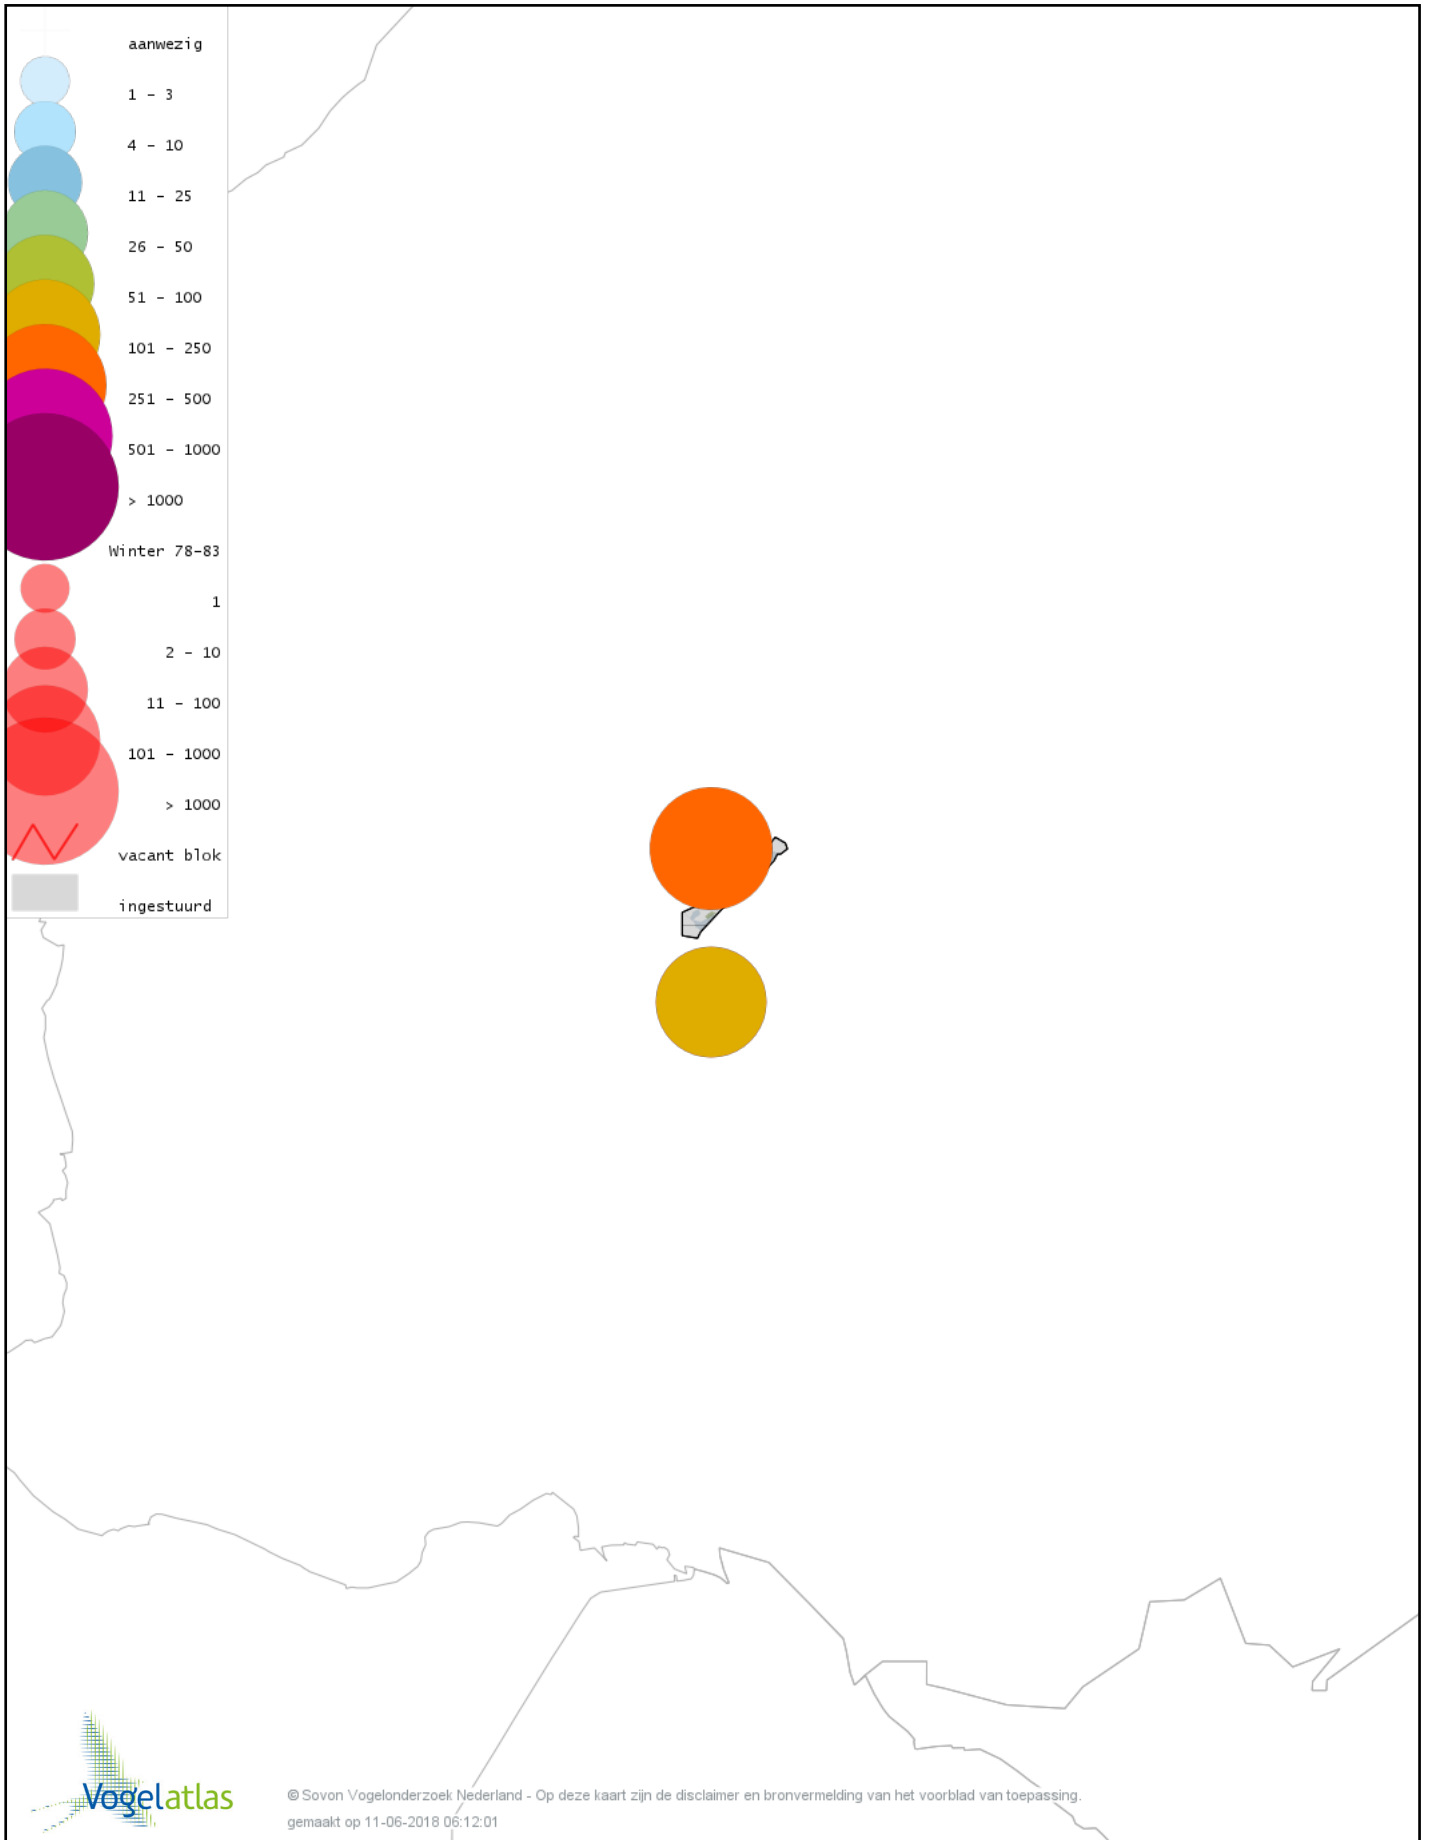 aanwezig
1 - 3
4 - 10
11 - 25
26 - 50
51 - 100
101 - 250
251 - 500
501 - 1000
> 1000
Winter 78-83
1
2 - 10
11 - 100
101 - 1000
> 1000
vacant blok
ingestuurd
Vogelatlas
© Sovon Vogelonderzoek Nederland - Op deze kaart zijn de disclaimer en bronvermelding van het voorblad van toepassing.
gemaakt op 11-06-2018 06:12:01